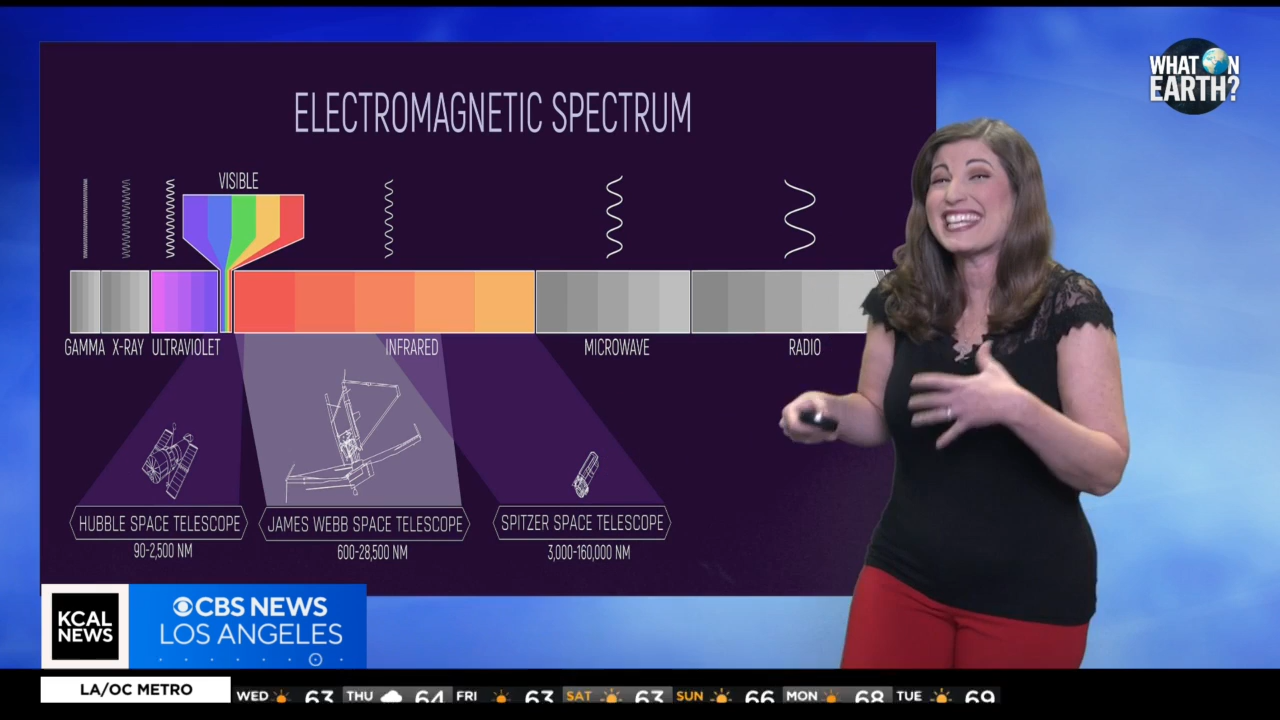 WHAT ON
EARTH?
ELECTROMAGNETIC SPECTRUM
VISIBLE
GAMMA X-RAY ULTRAVIOLET INFRARED MICROWAVE RADIO
HUBBLE SPACE TELESCOPE JAMES WEBB SPACE TELESCOPE SPITZER SPACE TELESCOPE
90-2,500 NM 600-28,500 NM 3,000-160,000 NM
KCAL
NEWS
CBS NEWS
LOS ANGELES
LA/OC METRO
WED 63 THU 64 FRI 63 SAT 63 SUN 66 MON 68 TUE 69